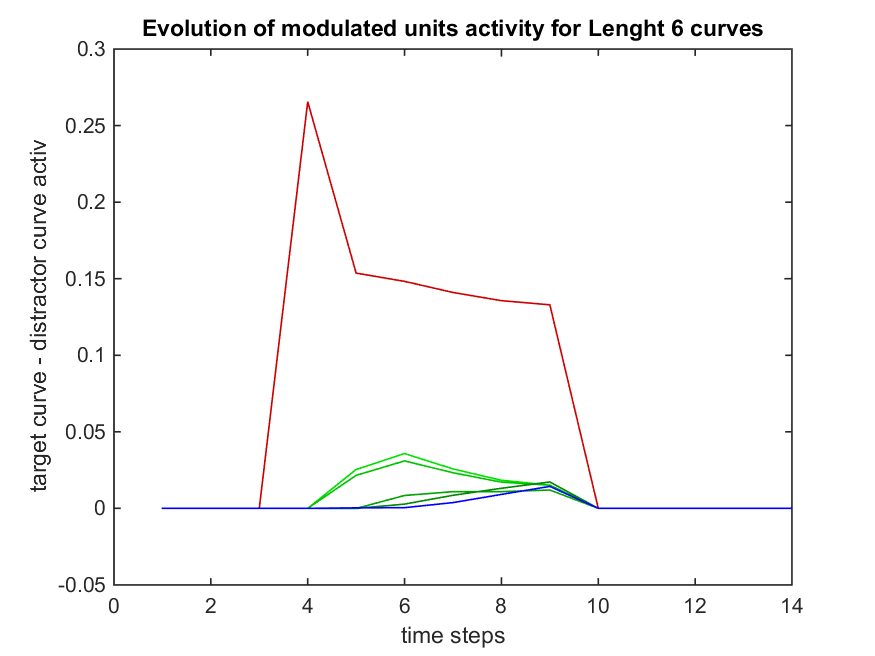 Evolution of modulated units activity for Lenght 6 curves
target curve - distractor curve activ
0.3
0.25
0.2
0.15
0.1
0.05
0
-0.05
0 2 4 6 8 10 12 14
time steps